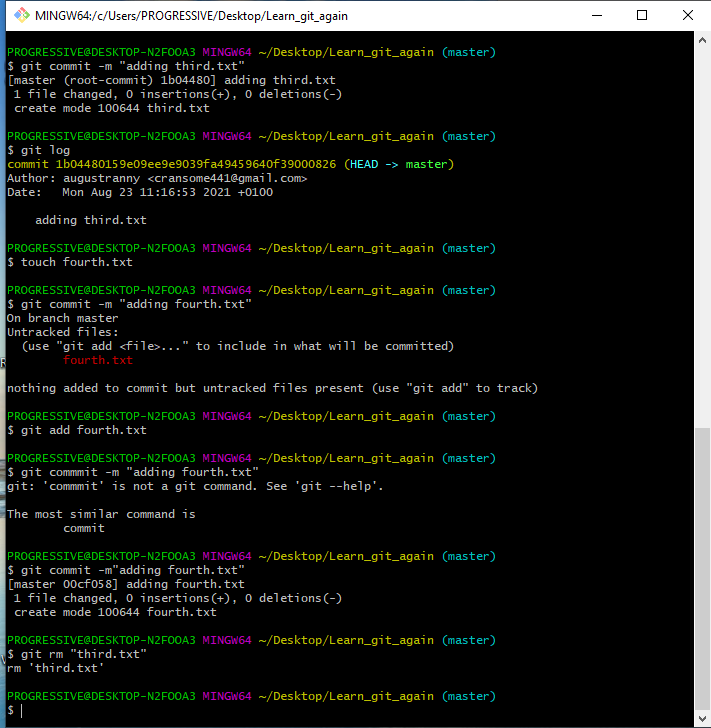 MINGW64:/c/Users/PROGRESSIVE/Desktop/Learn_git_again
PROGRESSIVE@DESKTOP-N2FOOA3 MINGW64 ~/Desktop/Learn_git_again (master)
$ git commit -m "adding third.txt"
[master (root-commit) 1b04480] adding third.txt
 1 file changed, 0 insertions(+), 0 deletions(-)
 create mode 100644 third.txt
PROGRESSIVE@DESKTOP-N2FOOA3 MINGW64 ~/Desktop/Learn_git_again (master)
$ git log
commit 1b04480159e09ee9e9039fa49459640f39000826 (HEAD -> master)
Author: augustranny <cransome441@gmail.com>
Date:   Mon Aug 23 11:16:53 2021 +0100
    adding third.txt
PROGRESSIVE@DESKTOP-N2FOOA3 MINGW64 ~/Desktop/Learn_git_again (master)
$ touch fourth.txt
PROGRESSIVE@DESKTOP-N2FOOA3 MINGW64 ~/Desktop/Learn_git_again (master)
$ git commit -m "adding fourth.txt"
On branch master
Untracked files:
  (use "git add <file>..." to include in what will be committed)
        fourth.txt
nothing added to commit but untracked files present (use "git add" to track)
PROGRESSIVE@DESKTOP-N2FOOA3 MINGW64 ~/Desktop/Learn_git_again (master)
$ git add fourth.txt
PROGRESSIVE@DESKTOP-N2FOOA3 MINGW64 ~/Desktop/Learn_git_again (master)
$ git commmit -m "adding fourth.txt"
git: 'commmit' is not a git command. See 'git --help'.
The most similar command is
        commit
PROGRESSIVE@DESKTOP-N2FOOA3 MINGW64 ~/Desktop/Learn_git_again (master)
$ git commit -m"adding fourth.txt"
[master 00cf058] adding fourth.txt
 1 file changed, 0 insertions(+), 0 deletions(-)
 create mode 100644 fourth.txt
PROGRESSIVE@DESKTOP-N2FOOA3 MINGW64 ~/Desktop/Learn_git_again (master)
$ git rm "third.txt"
rm 'third.txt'
PROGRESSIVE@DESKTOP-N2FOOA3 MINGW64 ~/Desktop/Learn_git_again (master)
$